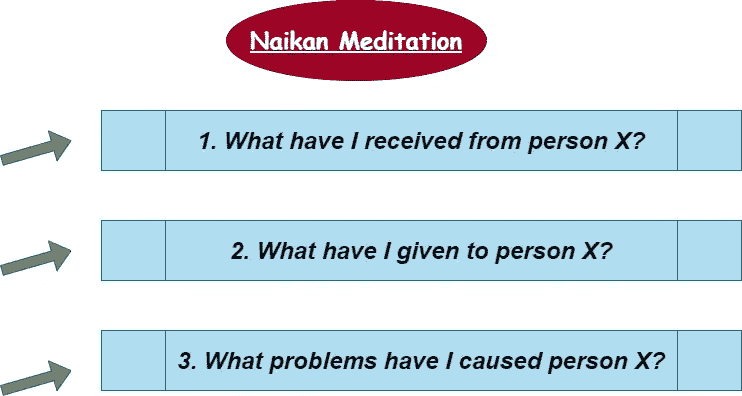 Naikan Meditation
1. What have I received from person X?
2. What have I given to person X?
3. What problems have I caused person X?